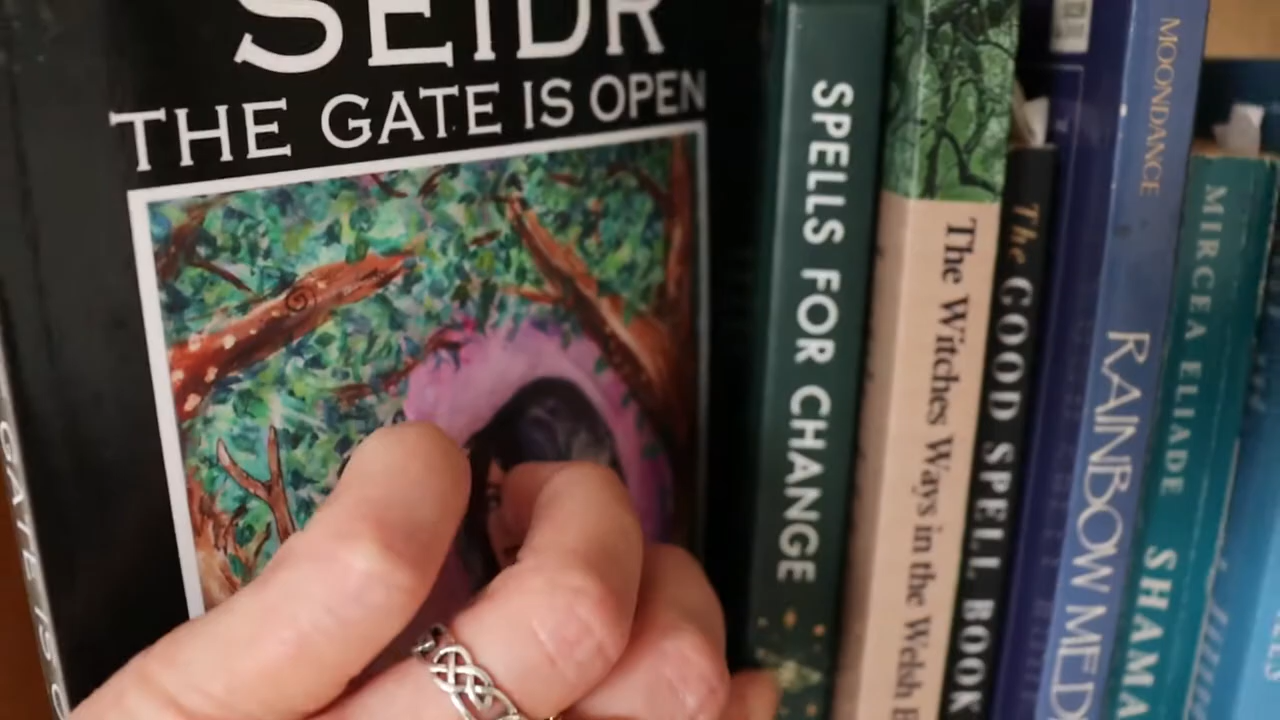 SEIDR
THE GATE IS OPEN
GATE IS
SPELLS FOR CHANGE
The Witches Ways in the Welsh
The GOOD SPELL BOOK
MOONDANCE
RAINBOW
MIRCEA ELIADE
SHAMA